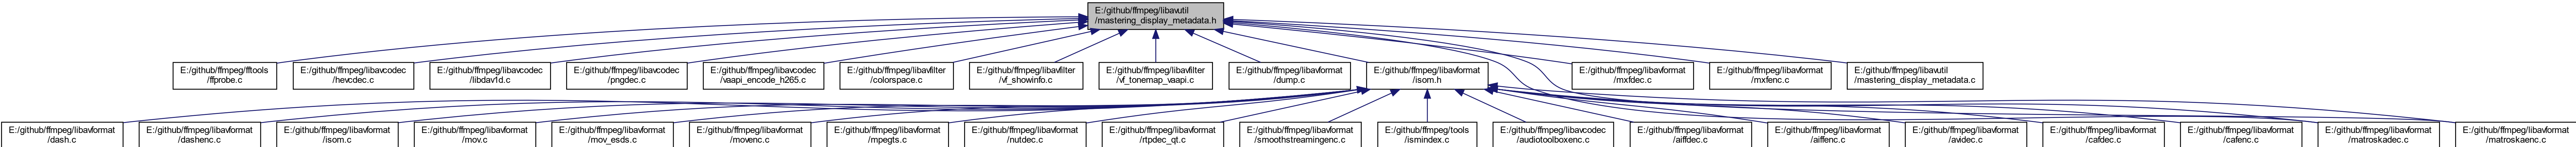 E:/github/ffmpeg/libavutil
/mastering_display_metadata.h
E:/github/ffmpeg/fftools
/ffprobe.c
E:/github/ffmpeg/libavcodec
/hevcdec.c
E:/github/ffmpeg/libavcodec
/libdav1d.c
E:/github/ffmpeg/libavcodec
/pngdec.c
E:/github/ffmpeg/libavcodec
/vaapi_encode_h265.c
E:/github/ffmpeg/libavfilter
/colorspace.c
E:/github/ffmpeg/libavfilter
/vf_showinfo.c
E:/github/ffmpeg/libavfilter
/vf_tonemap_vaapi.c
E:/github/ffmpeg/libavformat
/dump.c
E:/github/ffmpeg/libavformat
/isom.h
E:/github/ffmpeg/libavformat
/mxfdec.c
E:/github/ffmpeg/libavformat
/mxfenc.c
E:/github/ffmpeg/libavutil
/mastering_display_metadata.c
E:/github/ffmpeg/libavformat
/dash.c
E:/github/ffmpeg/libavformat
/dashenc.c
E:/github/ffmpeg/libavformat
/isom.c
E:/github/ffmpeg/libavformat
/mov.c
E:/github/ffmpeg/libavformat
/mov_esds.c
E:/github/ffmpeg/libavformat
/movenc.c
E:/github/ffmpeg/libavformat
/mpegts.c
E:/github/ffmpeg/libavformat
/nutdec.c
E:/github/ffmpeg/libavformat
/rtpdec_qt.c
E:/github/ffmpeg/libavformat
/smoothstreamingenc.c
E:/github/ffmpeg/tools
/ismindex.c
E:/github/ffmpeg/libavcodec
/audiotoolboxenc.c
E:/github/ffmpeg/libavformat
/aiffdec.c
E:/github/ffmpeg/libavformat
/aiffenc.c
E:/github/ffmpeg/libavformat
/avidec.c
E:/github/ffmpeg/libavformat
/cafdec.c
E:/github/ffmpeg/libavformat
/cafenc.c
E:/github/ffmpeg/libavformat
/matroskadec.c
E:/github/ffmpeg/libavformat
/matroskaenc.c